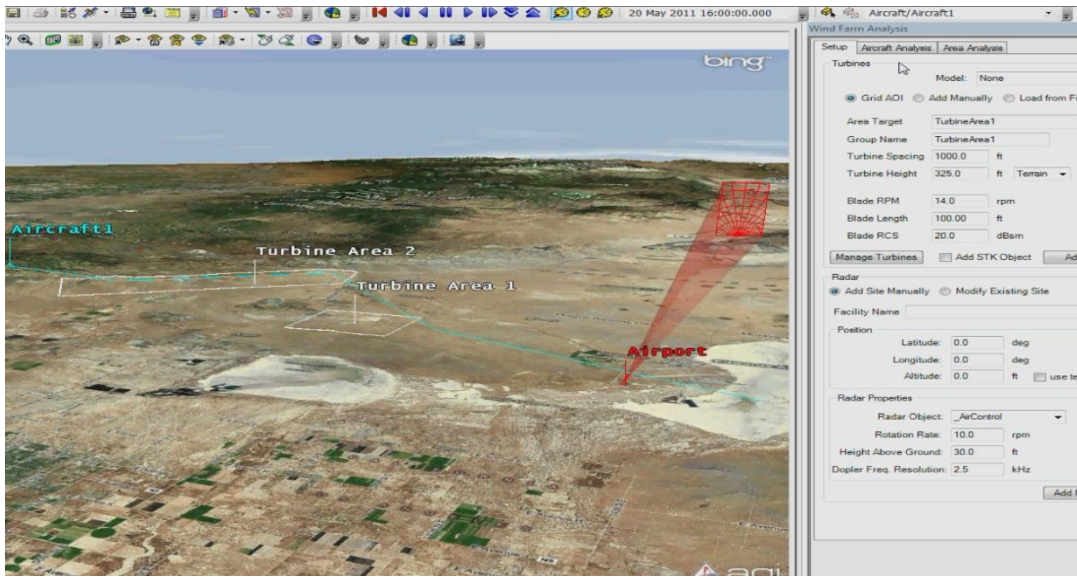 20 May 2011 16:00:00.000
Aircraft/Aircraft1
Wind Farm Analysis
Setup
Aircraft Analysis
Area Analysis
Turbines
Model: None
Grid AOI
Add Manually
Load from Fi
Area Target TurbineArea1
Group Name TurbineArea1
Turbine Spacing 1000.0 ft
Turbine Height 325.0 ft Terrain
Blade RPM 14.0 rpm
Blade Length 100.00 ft
Blade RCS 20.0 dBsm
Manage Turbines
Add STK Object
Ad
Radar
Add Site Manually
Modify Existing Site
Facility Name
Position
Latitude: 0.0 deg
Longitude: 0.0 deg
Altitude: 0.0 ft use te
Radar Properties
Radar Object: _AirControl
Rotation Rate: 10.0 rpm
Height Above Ground: 30.0 ft
Dopler Freq. Resolution: 2.5 kHz
Add
bing
Aircraft1
Turbine Area 2
Turbine Area 1
Airport
agi